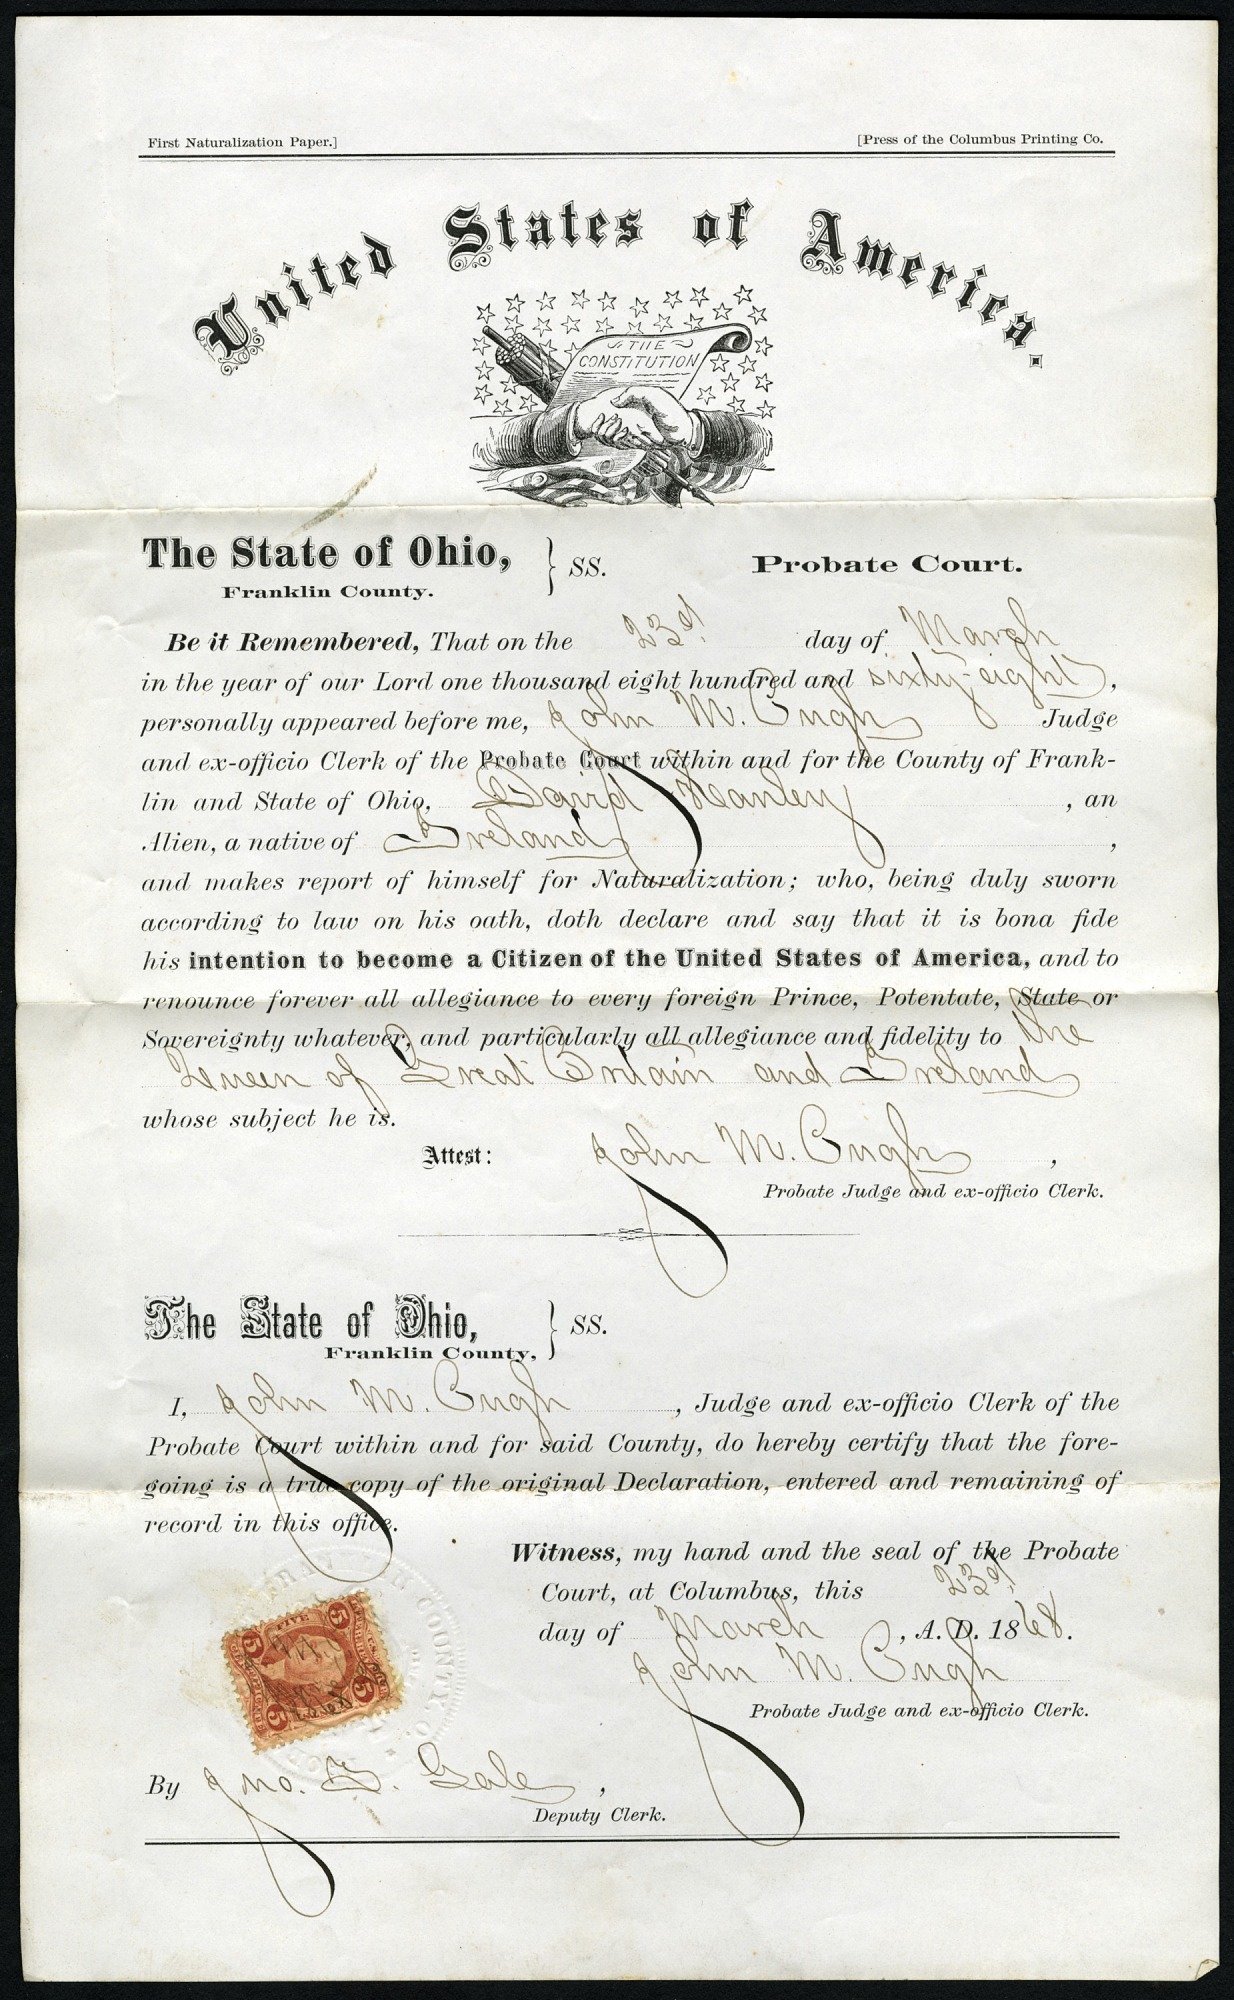 First Naturalization Paper.] [Press of the Columbus Printing Co.
United States of America.
THE
CONSTITUTION
The State of Ohio, } SS. Probate Court.
Franklin County.
Be it Remembered, That on the 23d day of March
in the year of our Lord one thousand eight hundred and sixty-eight,
personally appeared before me, John M. Pugh Judge
and ex-officio Clerk of the Probate Court within and for the County of Frank-
lin and State of Ohio, David Hanley, an
Alien, a native of Ireland,
and makes report of himself for Naturalization; who, being duly sworn
according to law on his oath, doth declare and say that it is bona fide
his intention to become a Citizen of the United States of America, and to
renounce forever all allegiance to every foreign Prince, Potentate, State or
Sovereignty whatever, and particularly all allegiance and fidelity to the
Queen of Great Britain and Ireland
whose subject he is.
Attest: John M. Pugh,
Probate Judge and ex-officio Clerk.
The State of Ohio, } SS.
Franklin County,
I, John M. Pugh, Judge and ex-officio Clerk of the
Probate Court within and for said County, do hereby certify that the fore-
going is a true copy of the original Declaration, entered and remaining of
record in this office.
Witness, my hand and the seal of the Probate
Court, at Columbus, this 23d
day of March, A. D. 1868.
John M. Pugh
Probate Judge and ex-officio Clerk.
5 FIVE 5
5 5
By Jno. T. Gale,
Deputy Clerk.